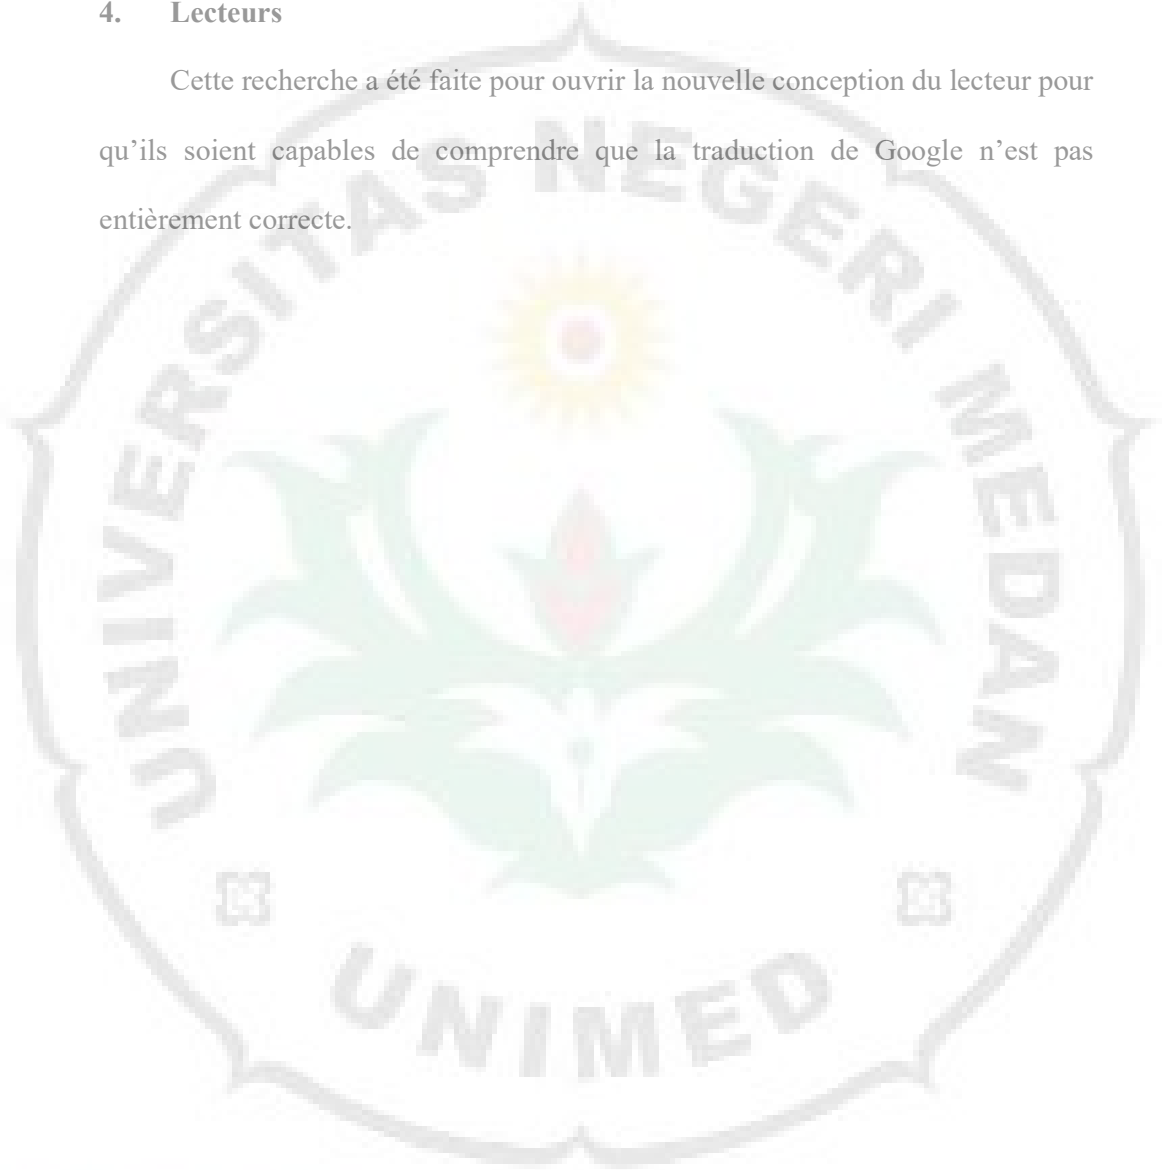 4. Lecteurs
Cette recherche a été faite pour ouvrir la nouvelle conception du lecteur pour
qu’ils soient capables de comprendre que la traduction de Google n’est pas
entièrement correcte.
UNIVERSITAS NEGERI MEDAN
UNIMED